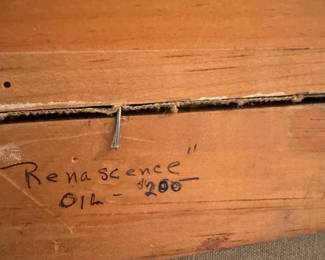 "Renascence"
OIL - $200-